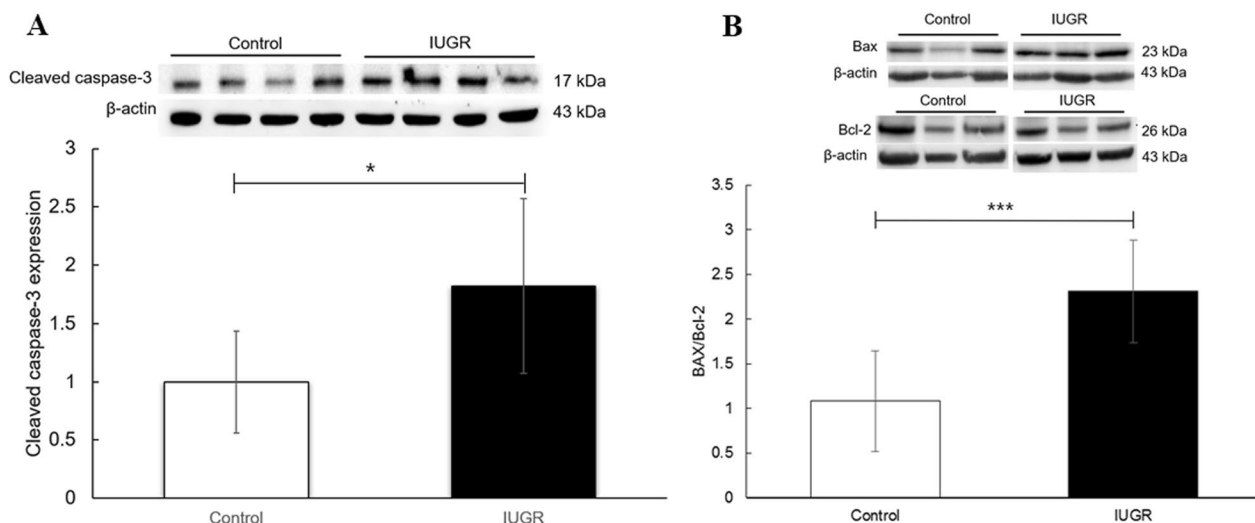 A
Control IUGR
Cleaved caspase-3 17 kDa
β-actin 43 kDa
3
2.5
2
1.5
1
0.5
0
Cleaved caspase-3 expression
*
Control IUGR
B
Control IUGR
Bax 23 kDa
β-actin 43 kDa
Control IUGR
Bcl-2 26 kDa
β-actin 43 kDa
3.5
3
2.5
2
1.5
1
0.5
0
BAX/Bcl-2
***
Control IUGR